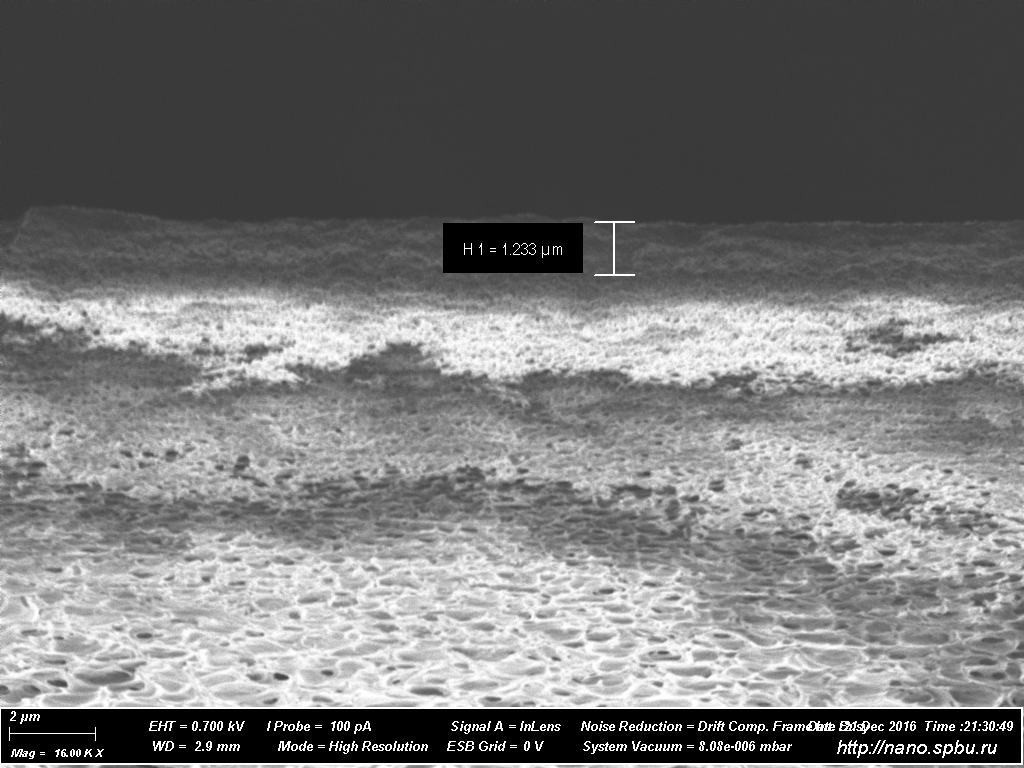 H 1 = 1.233 µm
2 µm
EHT = 0.700 kV I Probe = 100 pA Signal A = InLens Noise Reduction = Drift Comp. Frame Dec 2016 Time :21:30:49
Mag = 16.00 K X WD = 2.9 mm Mode = High Resolution ESB Grid = 0 V System Vacuum = 8.08e-006 mbar http://nano.spbu.ru